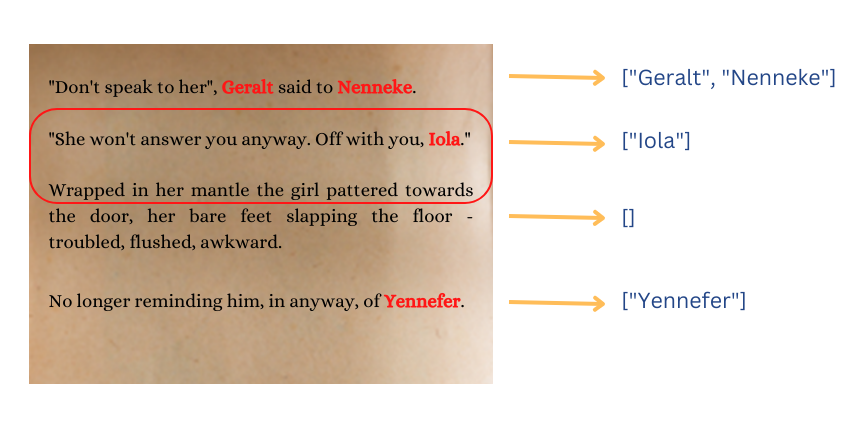 "Don't speak to her", Geralt said to Nenneke.
["Geralt", "Nenneke"]
"She won't answer you anyway. Off with you, Iola."
["Iola"]
Wrapped in her mantle the girl pattered towards
the door, her bare feet slapping the floor -
troubled, flushed, awkward.
[]
No longer reminding him, in anyway, of Yennefer.
["Yennefer"]